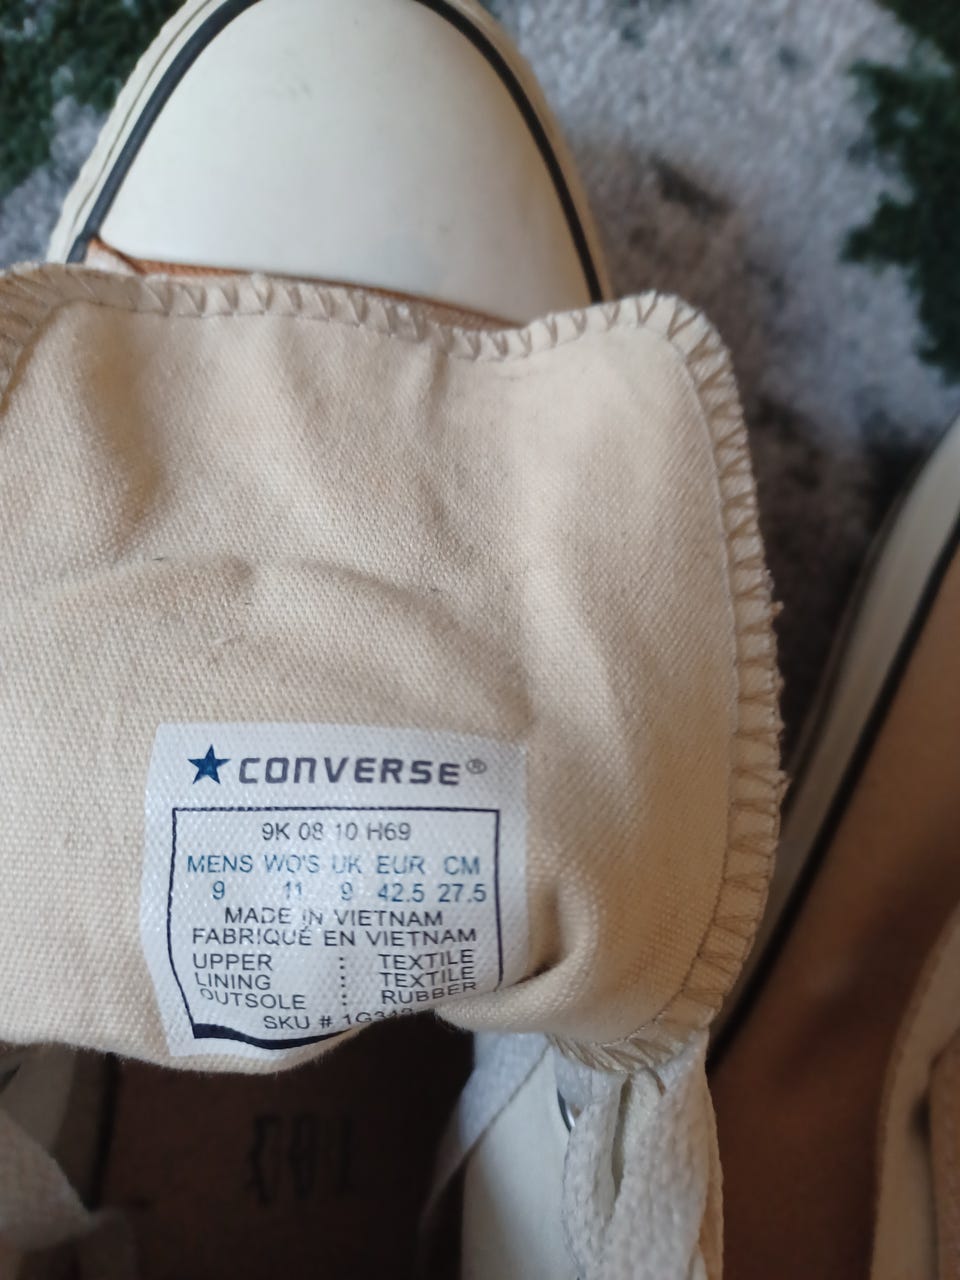 CONVERSE®
9K 08 10 H69
MENS WO'S UK EUR CM
9 11 9 42.5 27.5
MADE IN VIETNAM
FABRIQUÉ EN VIETNAM
UPPER : TEXTILE
LINING : TEXTILE
OUTSOLE : RUBBER
SKU #